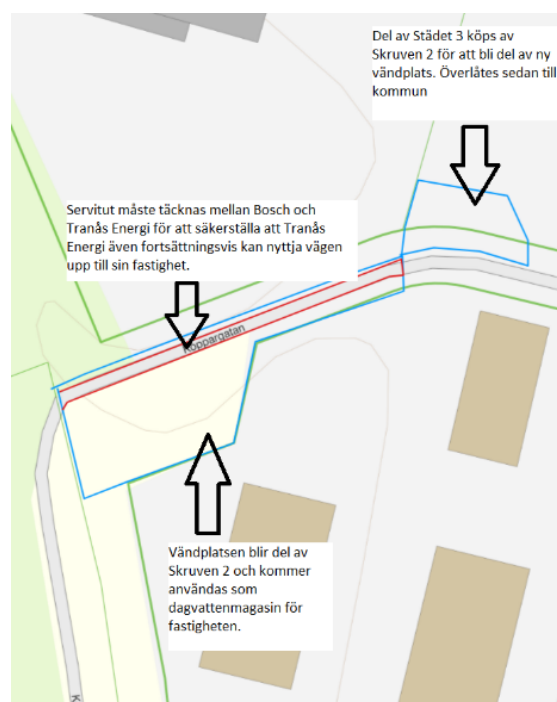 Del av Städet 3 köps av
Skruven 2 för att bli del av ny
vändplats. Överlåtes sedan till
kommun
Servitut måste täcknas mellan Bosch och
Tranås Energi för att säkerställa att Tranås
Energi även fortsättningsvis kan nyttja vägen
upp till sin fastighet.
Koppargatan
Vändplatsen blir del av
Skruven 2 och kommer
användas som
dagvattenmagasin för
fastigheten.
K